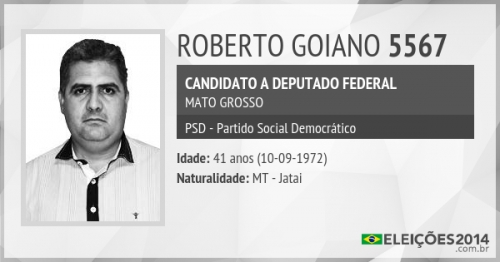 ROBERTO GOIANO 5567
CANDIDATO A DEPUTADO FEDERAL
MATO GROSSO
PSD - Partido Social Democrático
Idade: 41 anos (10-09-1972)
Naturalidade: MT - Jataí
ELEIÇÕES2014
.com.br